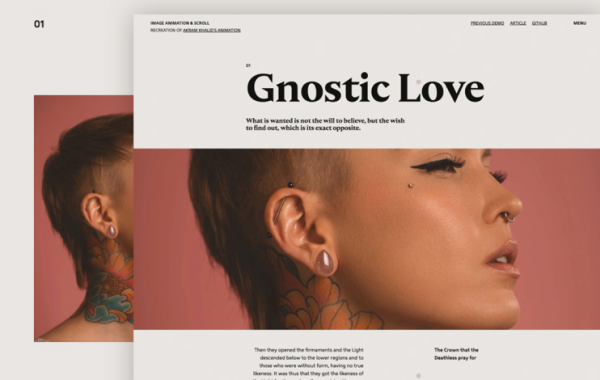 01
IMAGE ANIMATION & SCROLL
RECREATION OF AKRAM KHALID'S ANIMATION
PREVIOUS DEMO ARTICLE GITHUB
MENU
01
Gnostic Love
What is wanted is not the will to believe, but the wish
to find out, which is its exact opposite.
Then they opened the firmaments and the Light
descended below to the lower regions and to
those who were without form, having no true
likeness. It was thus that they got the likeness of
The Crown that the
Deathless pray for